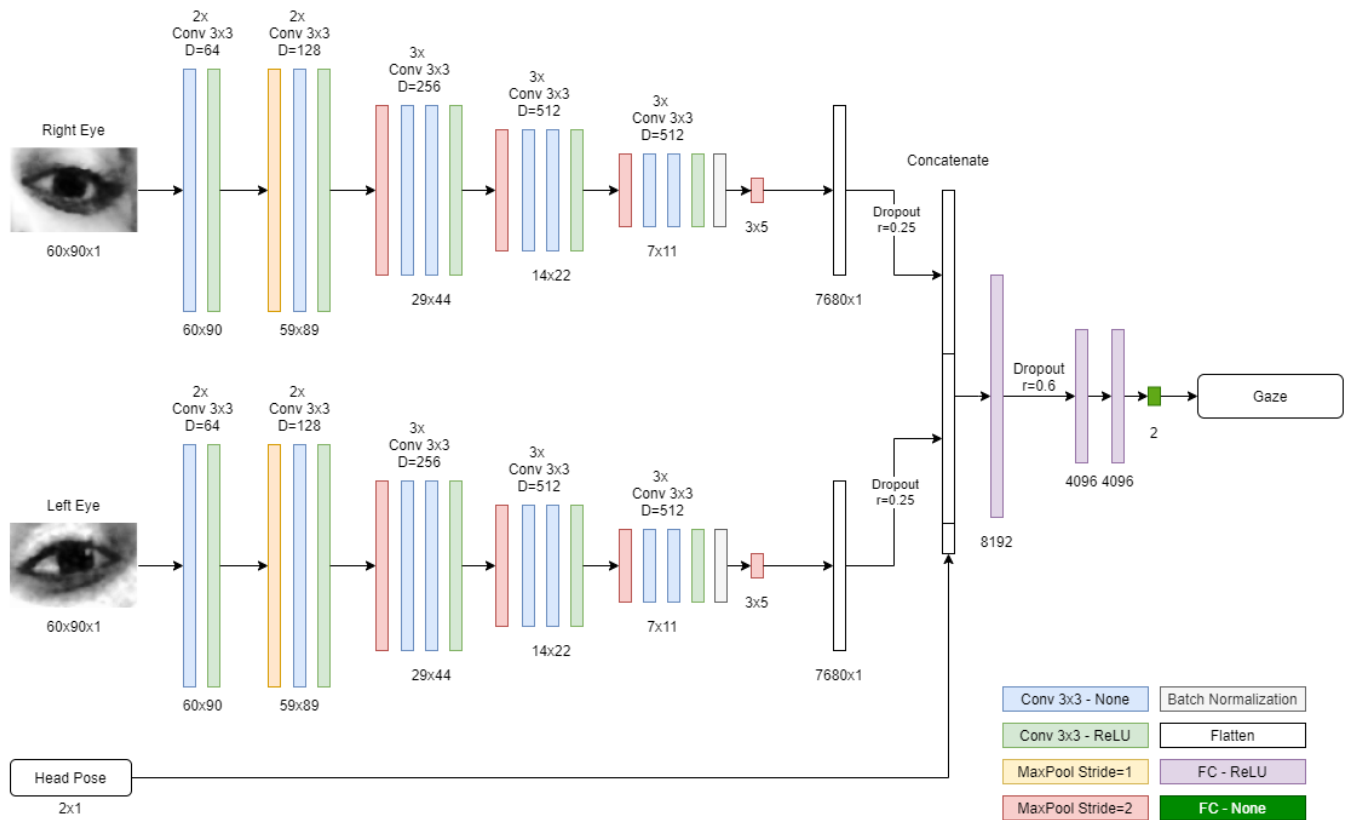 2x
Conv 3x3
D=64
2x
Conv 3x3
D=128
3x
Conv 3x3
D=256
3x
Conv 3x3
D=512
3x
Conv 3x3
D=512
Right Eye
60x90x1
60x90
59x89
29x44
14x22
7x11
3x5
7680x1
Dropout
r=0.25
Concatenate
2x
Conv 3x3
D=64
2x
Conv 3x3
D=128
3x
Conv 3x3
D=256
3x
Conv 3x3
D=512
3x
Conv 3x3
D=512
Left Eye
60x90x1
60x90
59x89
29x44
14x22
7x11
3x5
7680x1
Dropout
r=0.25
8192
Dropout
r=0.6
4096
4096
2
Gaze
Head Pose
2x1
Conv 3x3 - None
Batch Normalization
Conv 3x3 - ReLU
Flatten
MaxPool Stride=1
FC - ReLU
MaxPool Stride=2
FC - None